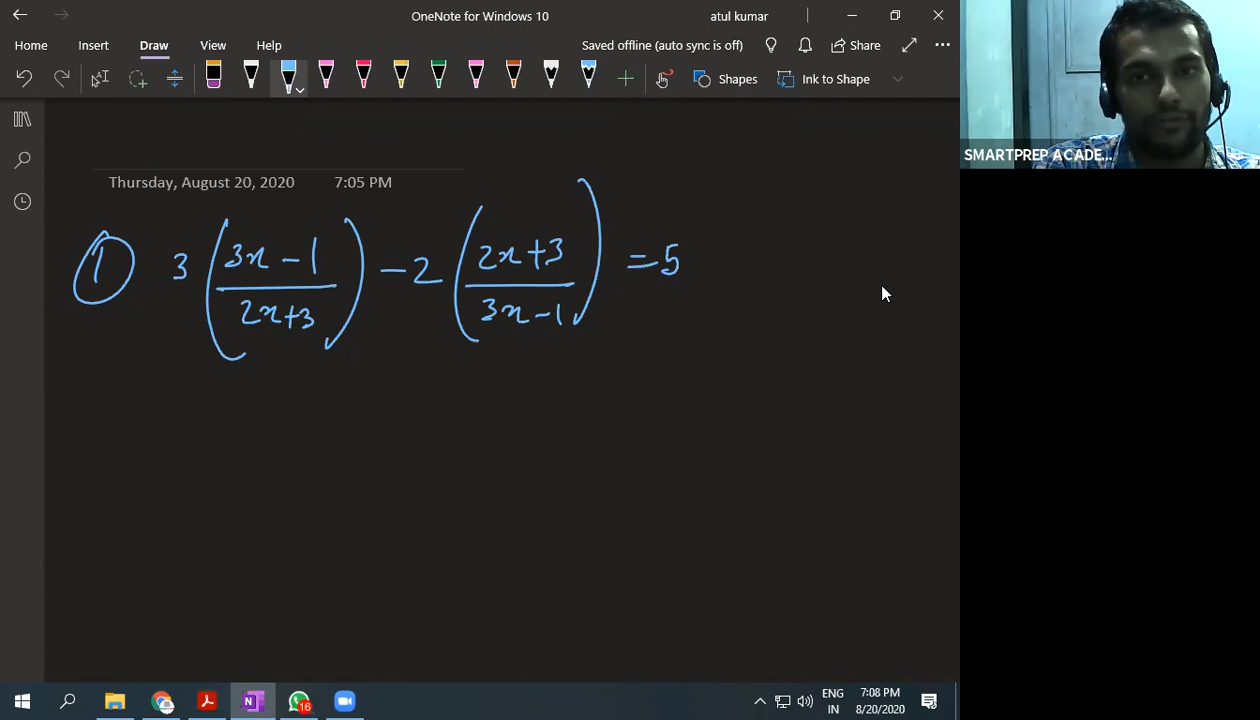 OneNote for Windows 10
atul kumar
Home Insert Draw View Help
Saved offline (auto sync is off)
Share
Shapes
Ink to Shape
SMARTPREP ACADE...
Thursday, August 20, 2020 7:05 PM
① 3 ((3x - 1)/(2x+3)) - 2 ((2x+3)/(3x-1)) = 5
16
ENG
IN
7:08 PM
8/20/2020